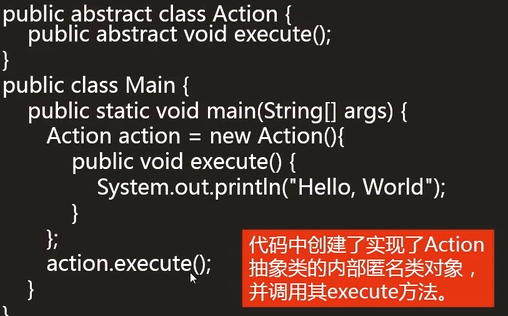 public abstract class Action {
public abstract void execute();
}
public class Main {
public static void main(String[] args) {
Action action = new Action(){
public void execute() {
System.out.println("Hello, World");
}
};
action.execute();
}
}
代码中创建了实现了Action
抽象类的内部匿名类对象，
并调用其execute方法。